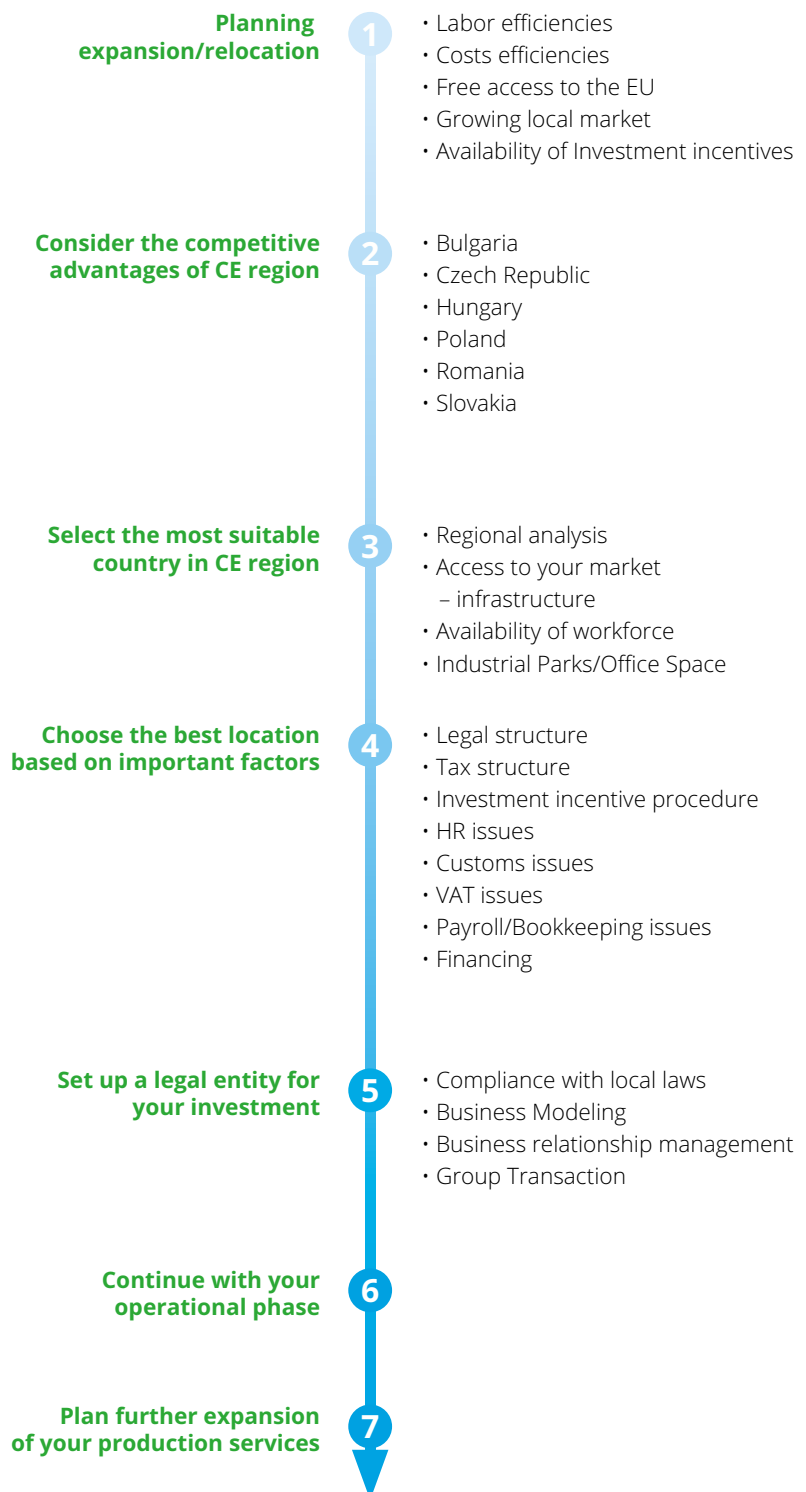 Planning
expansion/relocation
1
• Labor efficiencies
• Costs efficiencies
• Free access to the EU
• Growing local market
• Availability of Investment incentives
Consider the competitive
advantages of CE region
2
• Bulgaria
• Czech Republic
• Hungary
• Poland
• Romania
• Slovakia
Select the most suitable
country in CE region
3
• Regional analysis
• Access to your market
– infrastructure
• Availability of workforce
• Industrial Parks/Office Space
Choose the best location
based on important factors
4
• Legal structure
• Tax structure
• Investment incentive procedure
• HR issues
• Customs issues
• VAT issues
• Payroll/Bookkeeping issues
• Financing
Set up a legal entity for
your investment
5
• Compliance with local laws
• Business Modeling
• Business relationship management
• Group Transaction
Continue with your
operational phase
6
Plan further expansion
of your production services
7